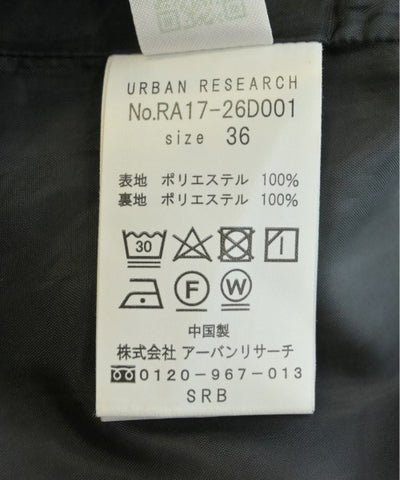 URBAN RESEARCH
No.RA17-26D001
size 36
表地 ポリエステル 100%
裏地 ポリエステル 100%
30
F
W
中国製
株式会社 アーバンリサーチ
0120-967-013
SRB